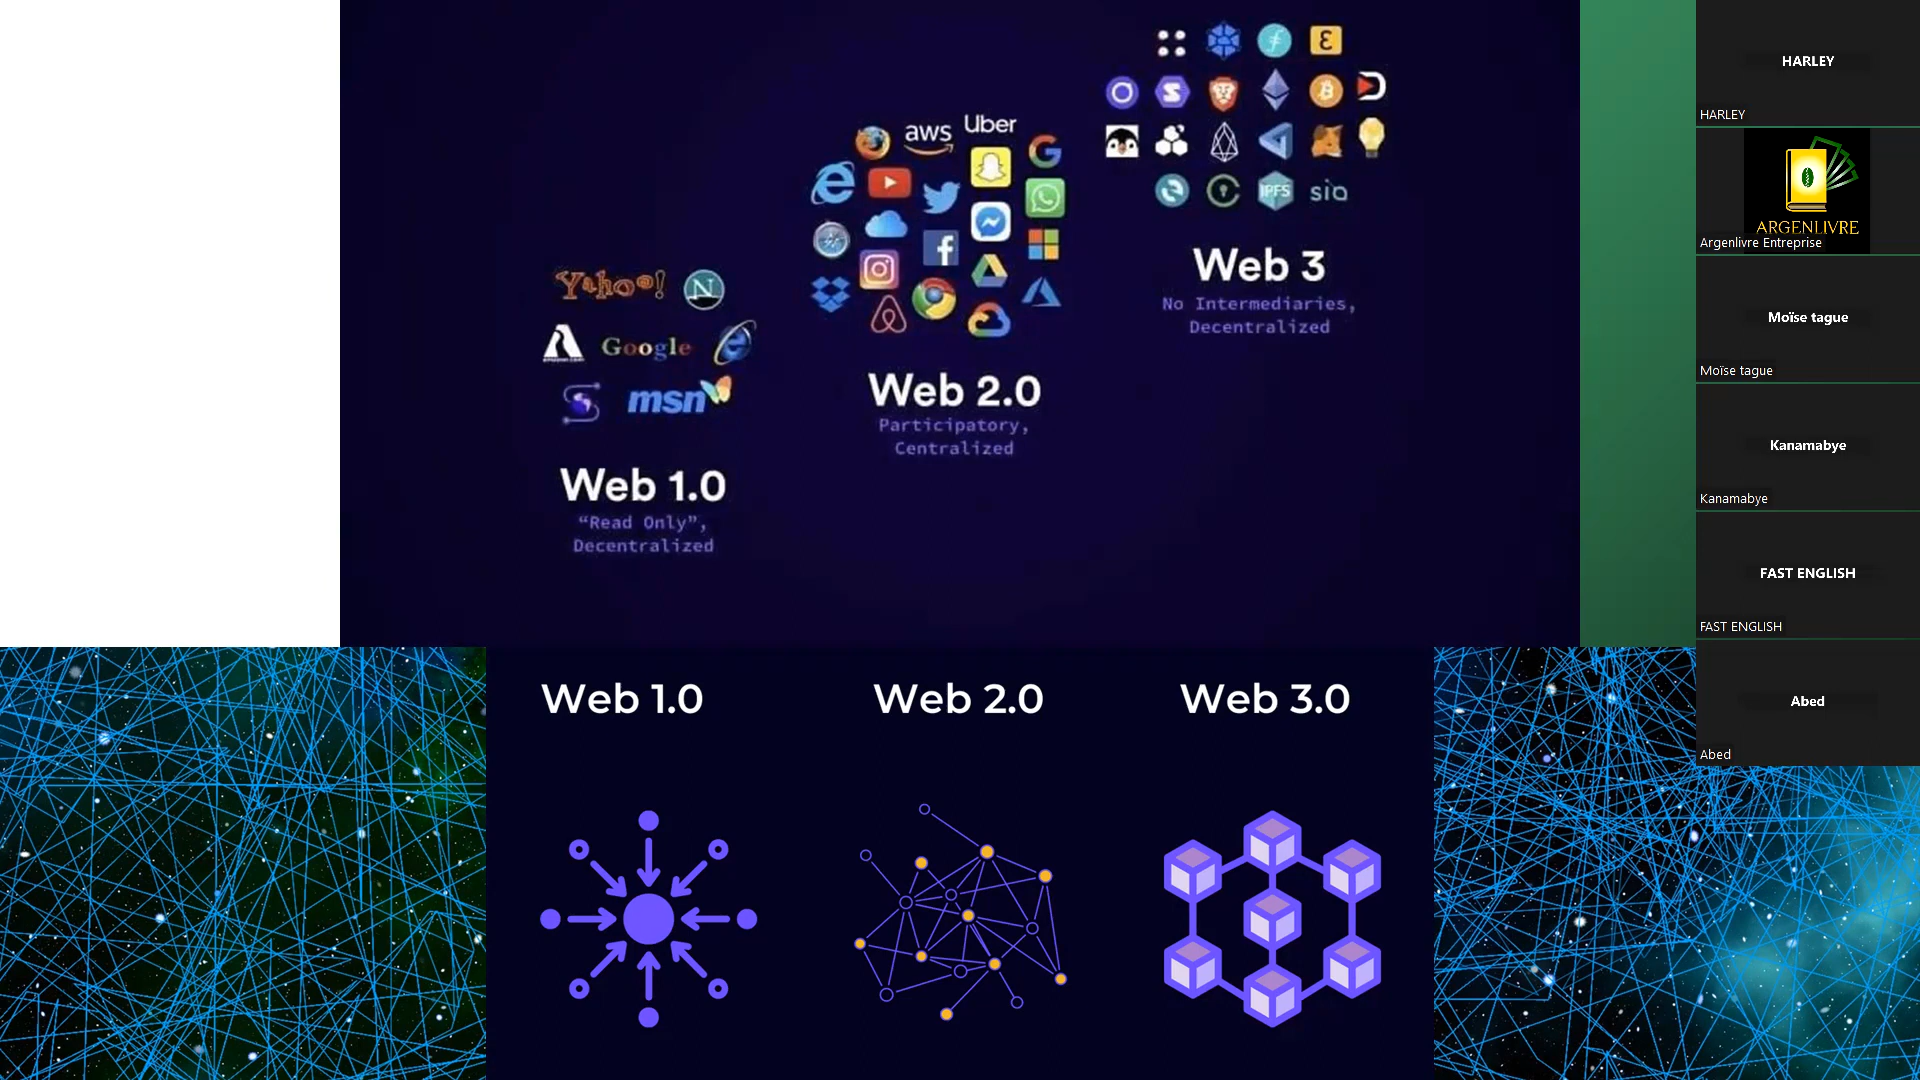 aws
Uber
Yahoo!
N
Google
msn
IPFS
sia
Web 3
No Intermediaries,
Decentralized
Web 2.0
Participatory,
Centralized
Web 1.0
“Read Only”,
Decentralized
Web 1.0
Web 2.0
Web 3.0
HARLEY
HARLEY
ARGENLIVRE
Argenlivre Entreprise
Moïse tague
Moïse tague
Kanamabye
Kanamabye
FAST ENGLISH
FAST ENGLISH
Abed
Abed